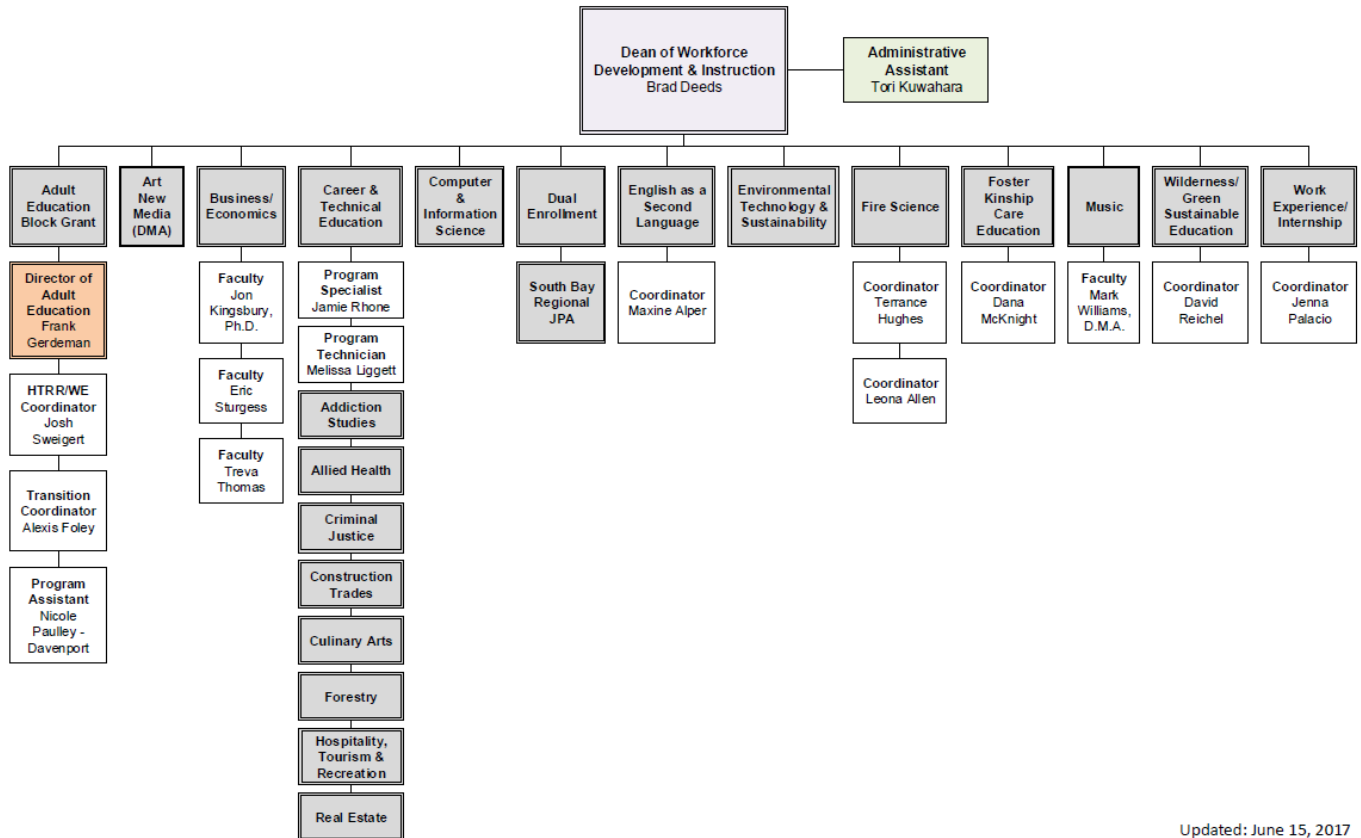 Dean of Workforce
Development & Instruction
Brad Deeds
Administrative
Assistant
Tori Kuwahara
Adult
Education
Block Grant
Art
New
Media
(DMA)
Business/
Economics
Career &
Technical
Education
Computer
&
Information
Science
Dual
Enrollment
English as a
Second
Language
Environmental
Technology &
Sustainability
Fire Science
Foster
Kinship
Care
Education
Music
Wilderness/
Green
Sustainable
Education
Work
Experience/
Internship
Director of
Adult
Education
Frank
Gerdeman
HTRR/WE
Coordinator
Josh
Sweigert
Transition
Coordinator
Alexis Foley
Program
Assistant
Nicole
Paulley -
Davenport
Faculty
Jon
Kingsbury,
Ph.D.
Faculty
Eric
Sturgess
Faculty
Treva
Thomas
Program
Specialist
Jamie Rhone
Program
Technician
Melissa Liggett
Addiction
Studies
Allied Health
Criminal
Justice
Construction
Trades
Culinary Arts
Forestry
Hospitality,
Tourism &
Recreation
Real Estate
South Bay
Regional
JPA
Coordinator
Maxine Alper
Coordinator
Terrance
Hughes
Coordinator
Leona Allen
Coordinator
Dana
McKnight
Faculty
Mark
Williams,
D.M.A.
Coordinator
David
Reichel
Coordinator
Jenna
Palacio
Updated: June 15, 2017